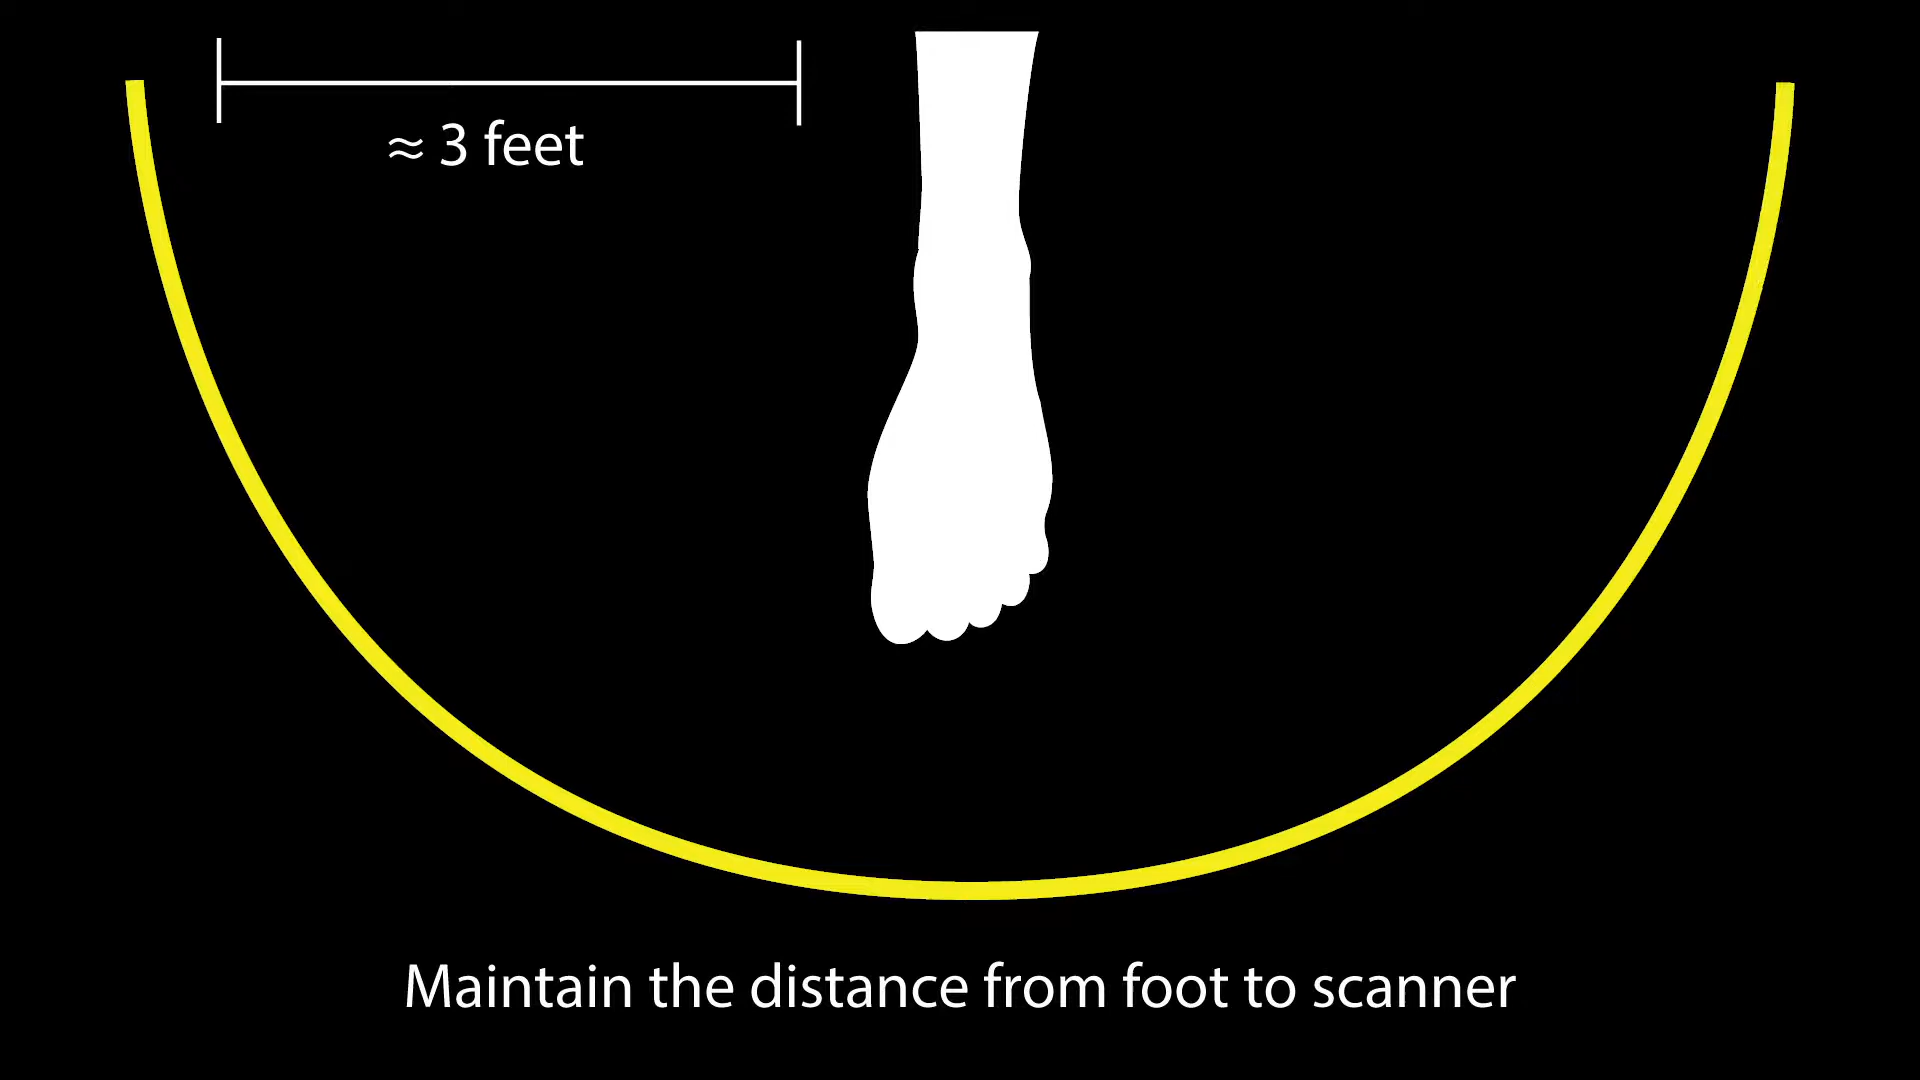 ≈ 3 feet
Maintain the distance from foot to scanner